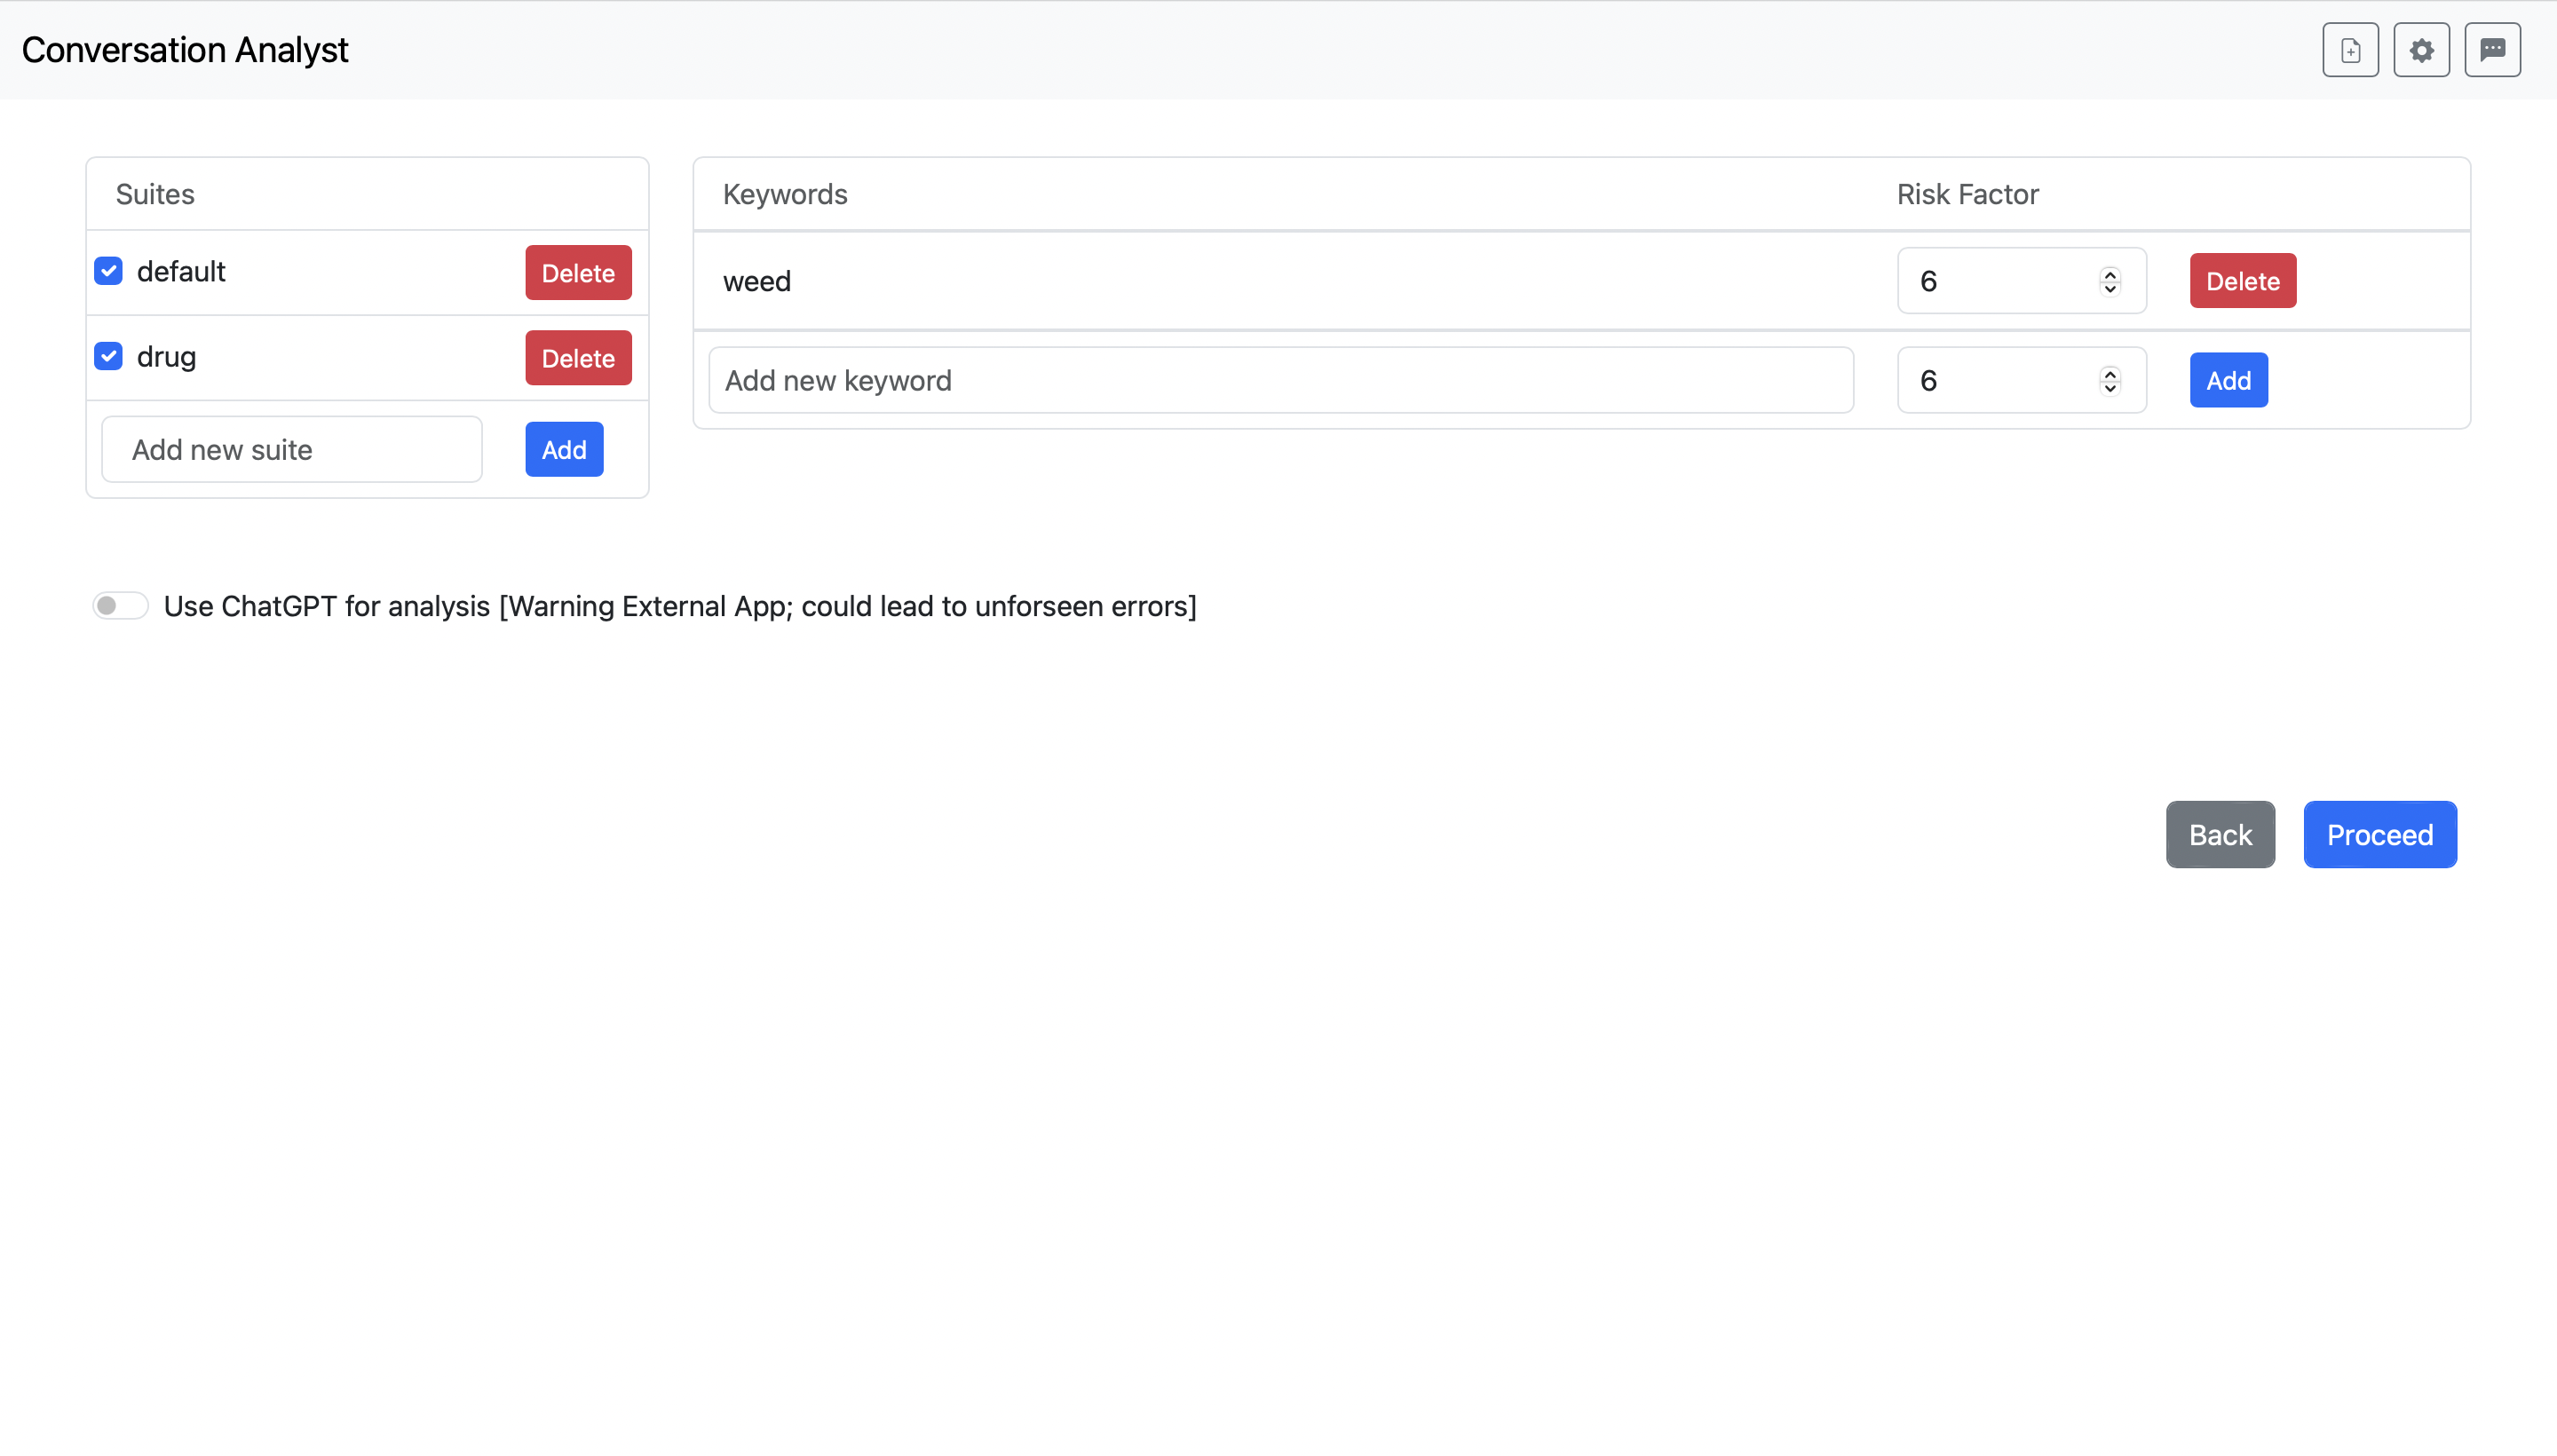 Conversation Analyst
Suites
default Delete
drug Delete
Add new suite Add
Keywords Risk Factor
weed 6 Delete
Add new keyword 6 Add
Use ChatGPT for analysis [Warning External App; could lead to unforseen errors]
Back Proceed